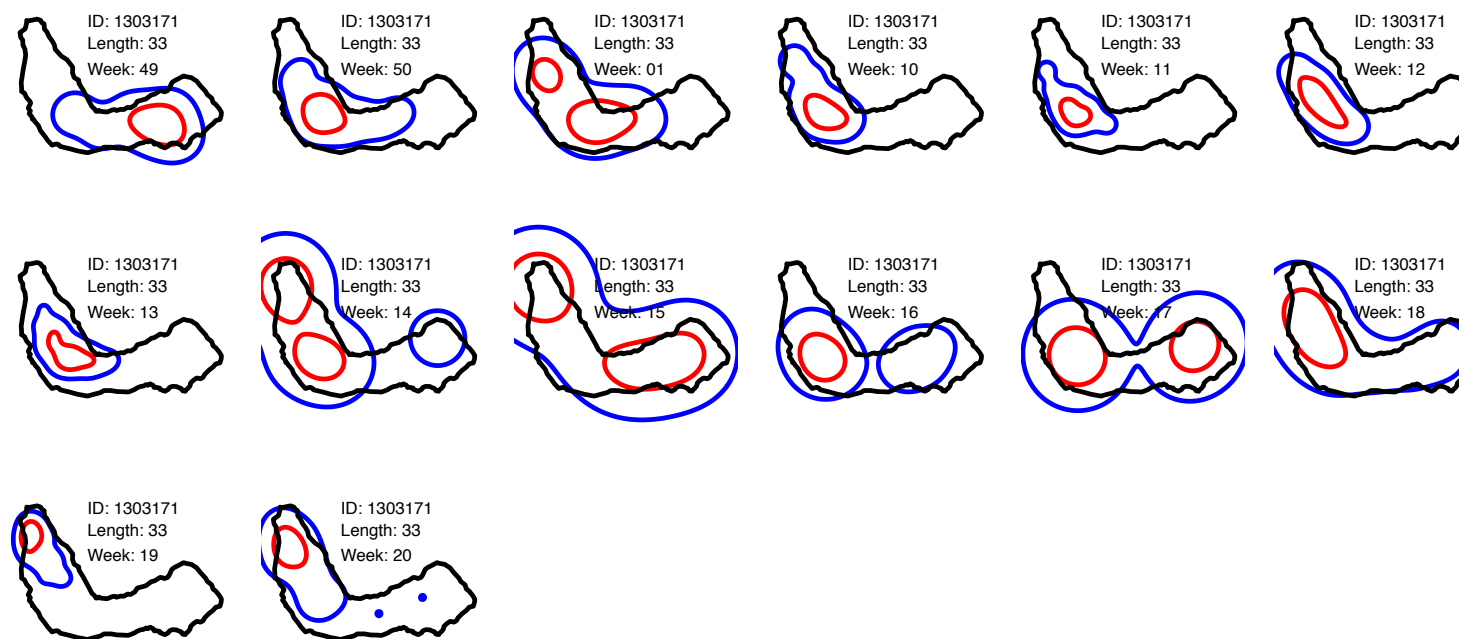 ID: 1303171
Length: 33
Week: 49
ID: 1303171
Length: 33
Week: 50
ID: 1303171
Length: 33
Week: 01
ID: 1303171
Length: 33
Week: 10
ID: 1303171
Length: 33
Week: 11
ID: 1303171
Length: 33
Week: 12
ID: 1303171
Length: 33
Week: 13
ID: 1303171
Length: 33
Week: 14
ID: 1303171
Length: 33
Week: 15
ID: 1303171
Length: 33
Week: 16
ID: 1303171
Length: 33
Week: 17
ID: 1303171
Length: 33
Week: 18
ID: 1303171
Length: 33
Week: 19
ID: 1303171
Length: 33
Week: 20